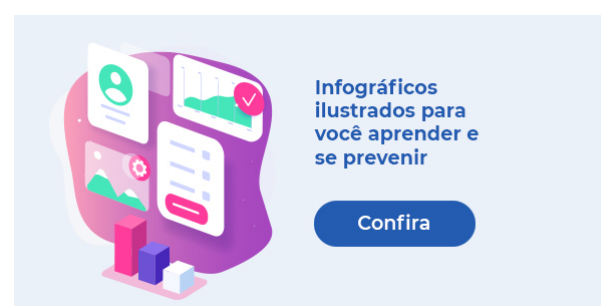 Infográficos
ilustrados para
você aprender e
se prevenir
Confira